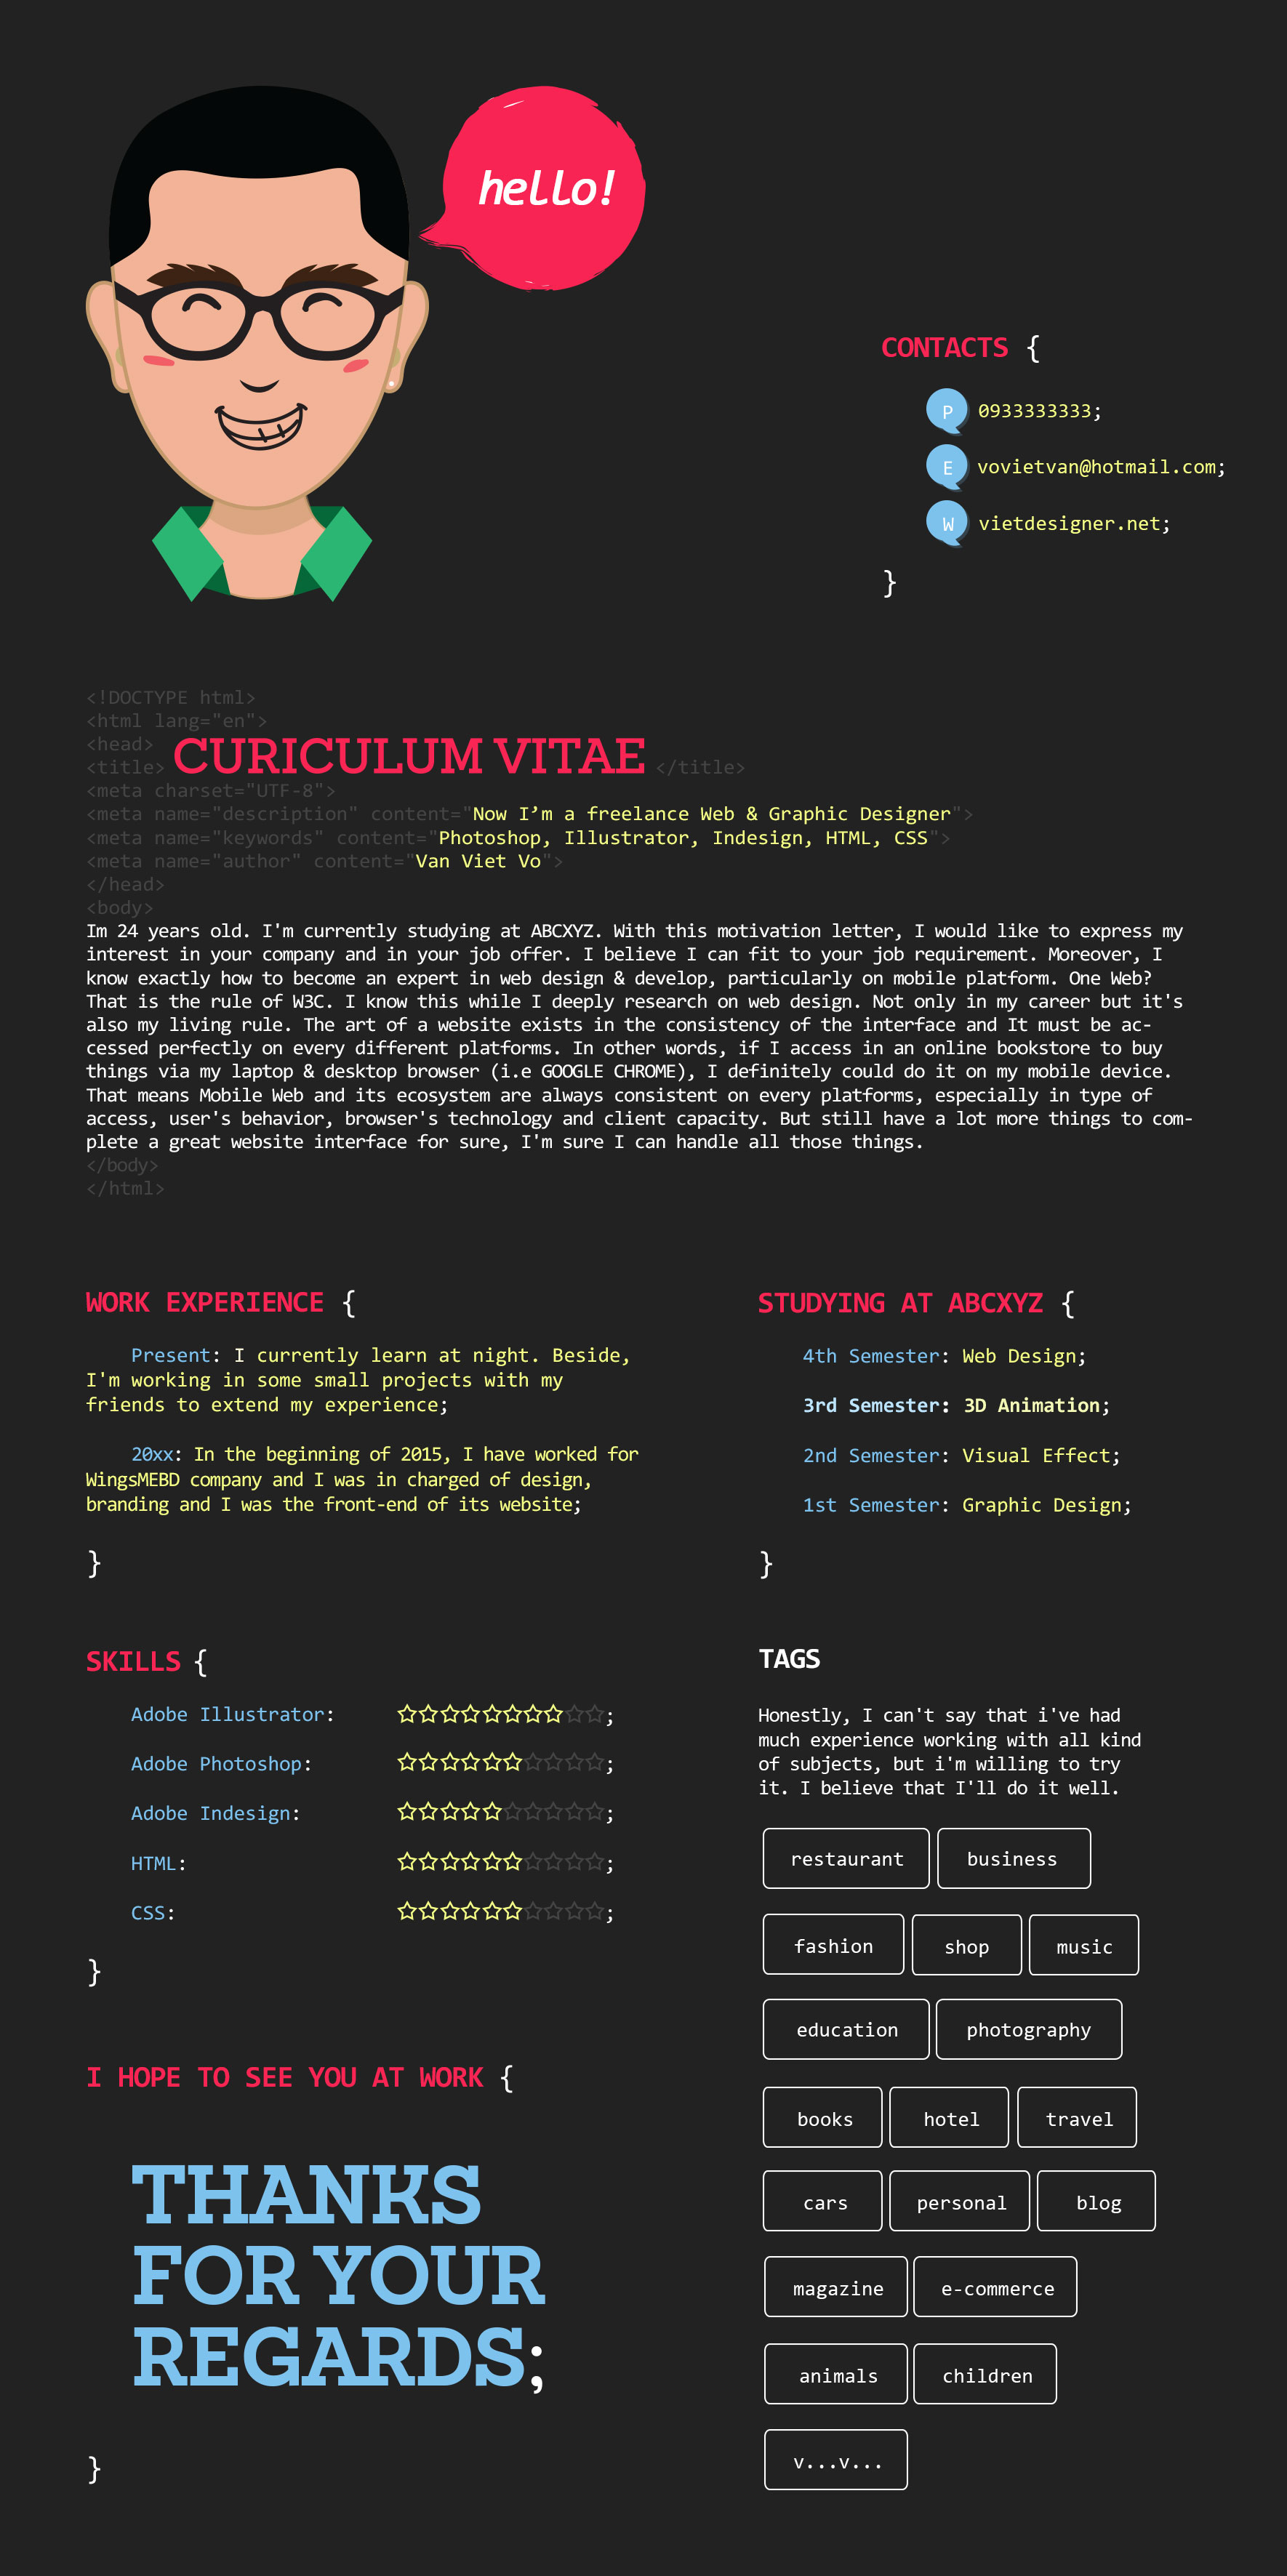 hello!
CONTACTS {
P 0933333333;
E vovietvan@hotmail.com;
W vietdesigner.net;
}
<!DOCTYPE html>
<html lang="en">
<head>
<title> CURICULUM VITAE </title>
<meta charset="UTF-8">
<meta name="description" content="Now I’m a freelance Web & Graphic Designer">
<meta name="keywords" content="Photoshop, Illustrator, Indesign, HTML, CSS">
<meta name="author" content="Van Viet Vo">
</head>
<body>
Im 24 years old. I'm currently studying at ABCXYZ. With this motivation letter, I would like to express my
interest in your company and in your job offer. I believe I can fit to your job requirement. Moreover, I
know exactly how to become an expert in web design & develop, particularly on mobile platform. One Web?
That is the rule of W3C. I know this while I deeply research on web design. Not only in my career but it's
also my living rule. The art of a website exists in the consistency of the interface and It must be ac-
cessed perfectly on every different platforms. In other words, if I access in an online bookstore to buy
things via my laptop & desktop browser (i.e GOOGLE CHROME), I definitely could do it on my mobile device.
That means Mobile Web and its ecosystem are always consistent on every platforms, especially in type of
access, user's behavior, browser's technology and client capacity. But still have a lot more things to com-
plete a great website interface for sure, I'm sure I can handle all those things.
</body>
</html>
WORK EXPERIENCE {
Present: I currently learn at night. Beside,
I'm working in some small projects with my
friends to extend my experience;
20xx: In the beginning of 2015, I have worked for
WingsMEBD company and I was in charged of design,
branding and I was the front-end of its website;
}
STUDYING AT ABCXYZ {
4th Semester: Web Design;
3rd Semester: 3D Animation;
2nd Semester: Visual Effect;
1st Semester: Graphic Design;
}
SKILLS {
Adobe Illustrator: ;
Adobe Photoshop: ;
Adobe Indesign: ;
HTML: ;
CSS: ;
}
TAGS
Honestly, I can't say that i've had
much experience working with all kind
of subjects, but i'm willing to try
it. I believe that I'll do it well.
restaurant business
fashion shop music
education photography
books hotel travel
cars personal blog
magazine e-commerce
animals children
v...v...
I HOPE TO SEE YOU AT WORK {
THANKS
FOR YOUR
REGARDS;
}